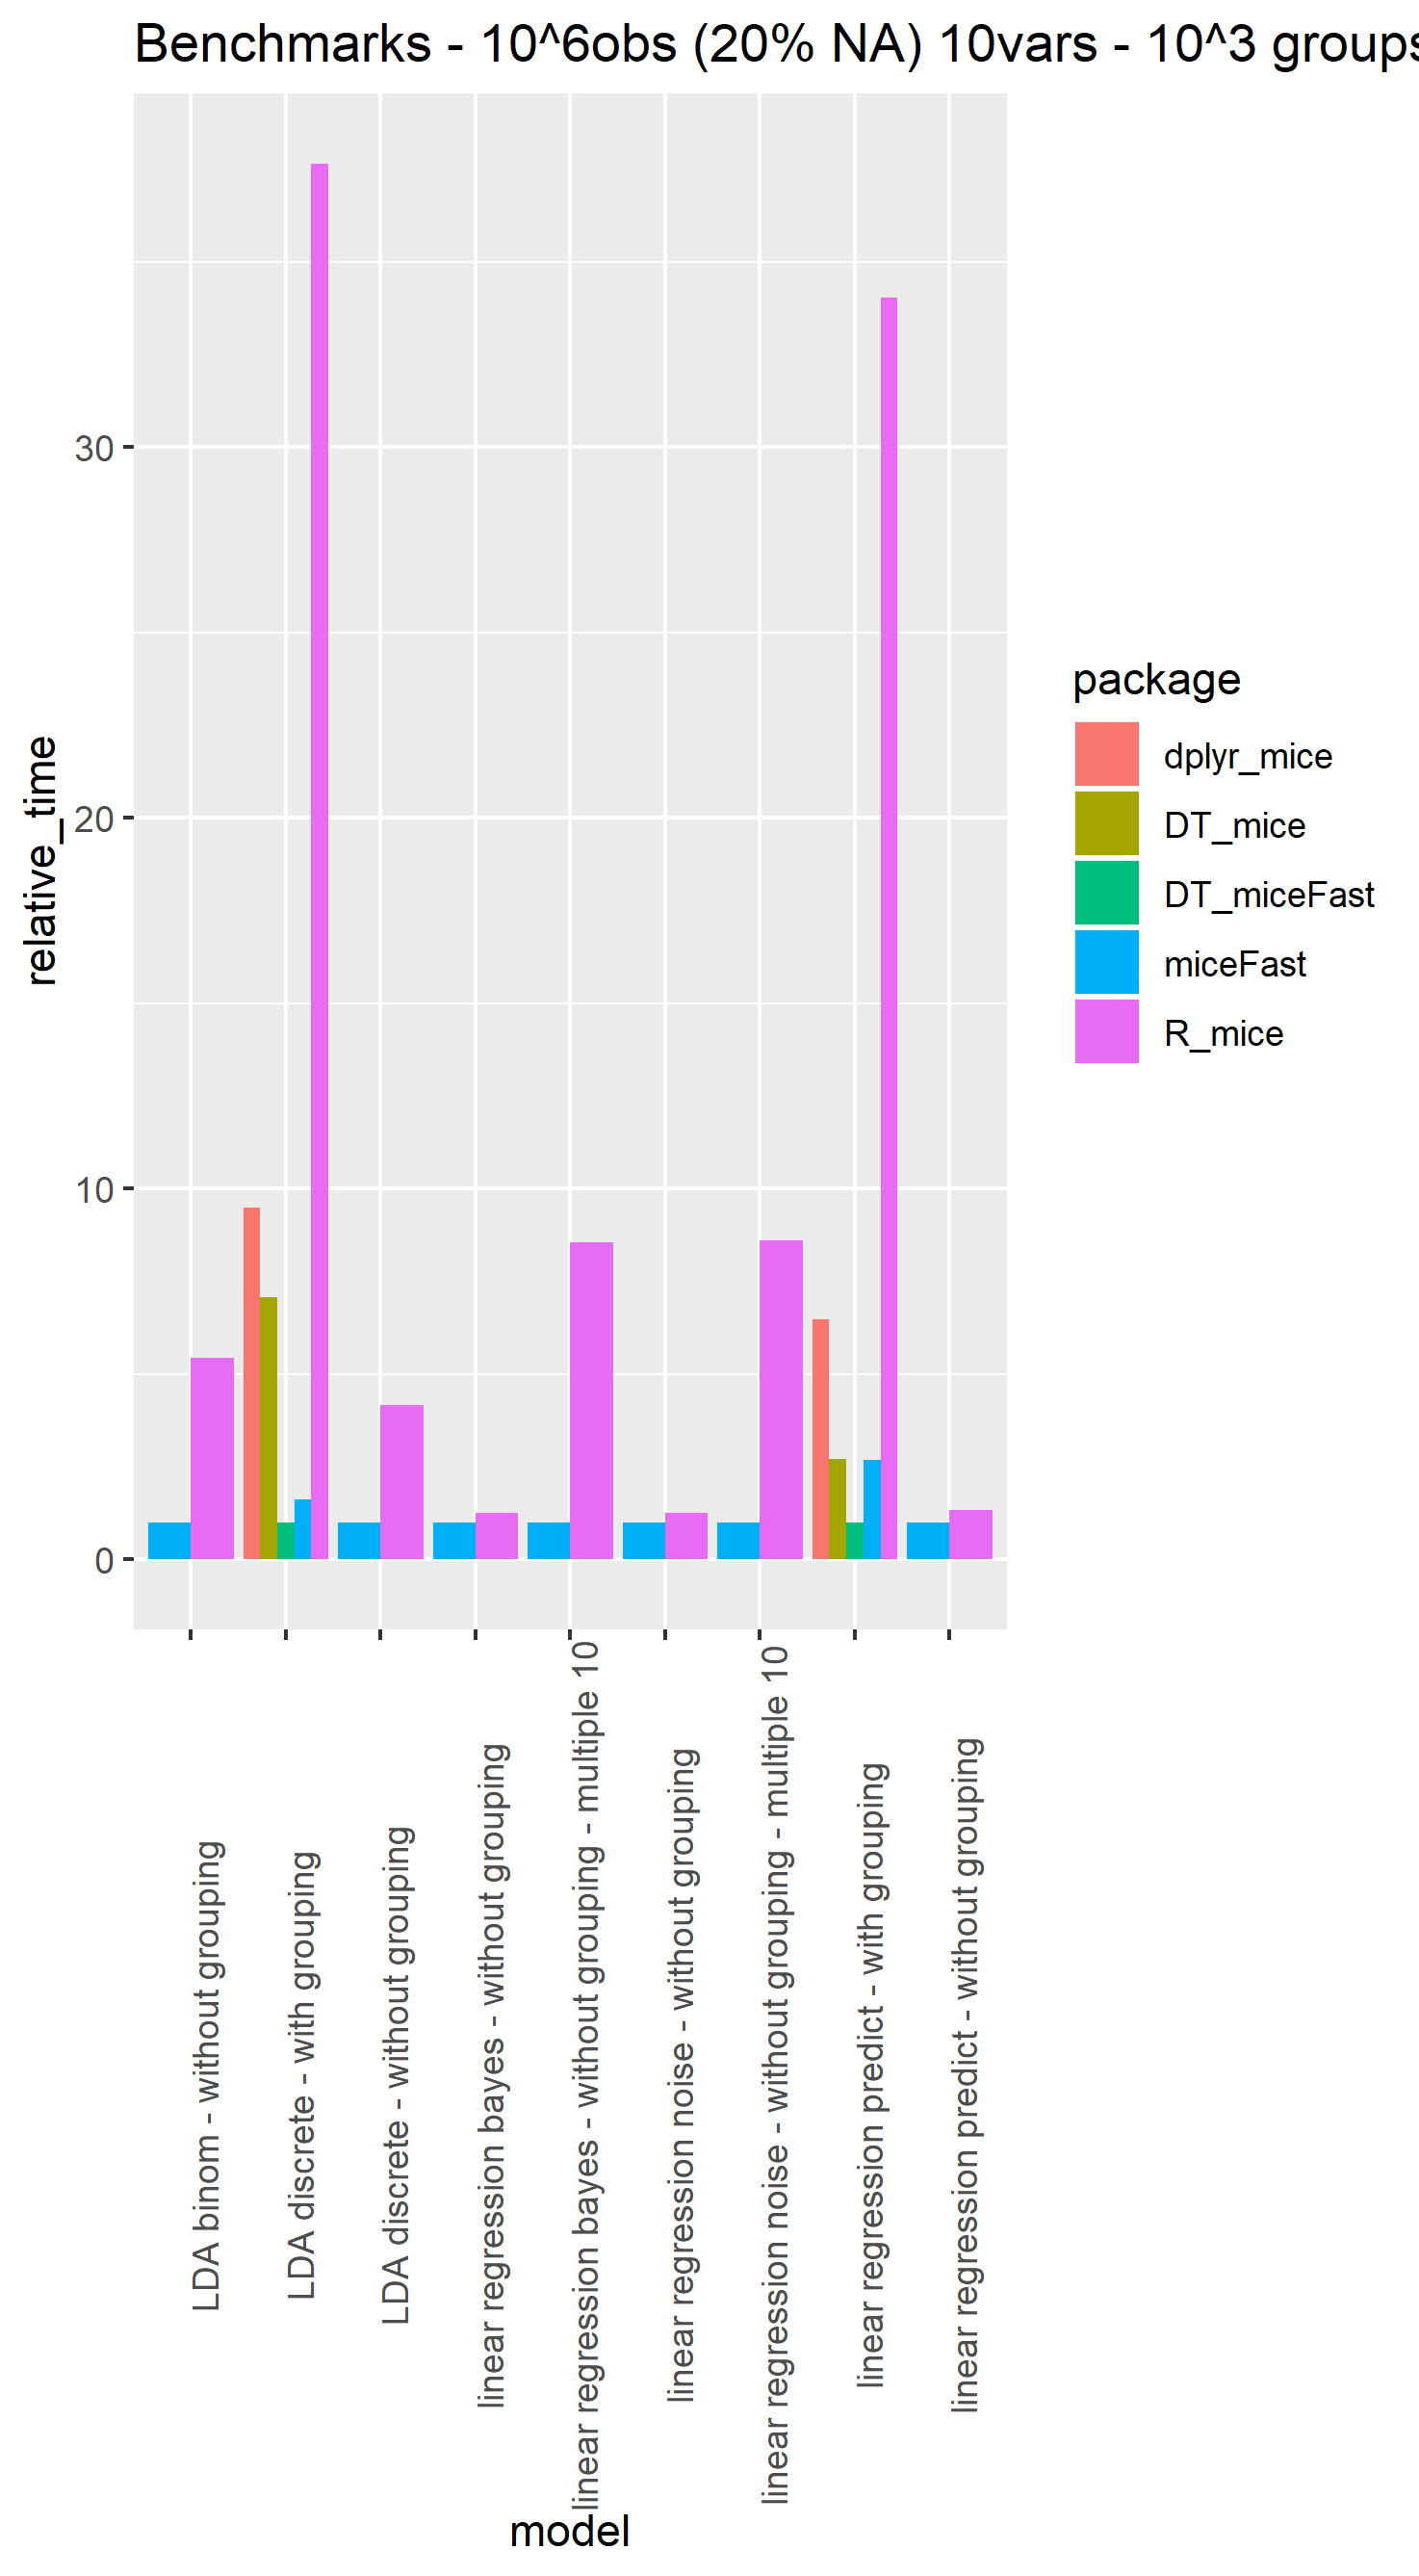 Benchmarks - 10^6obs (20% NA) 10vars - 10^3 groups
relative_time
30
20
10
0
package
dplyr_mice
DT_mice
DT_miceFast
miceFast
R_mice
LDA binom - without grouping
LDA discrete - with grouping
LDA discrete - without grouping
linear regression bayes - without grouping
linear regression bayes - without grouping - multiple 10
linear regression noise - without grouping
linear regression noise - without grouping - multiple 10
linear regression predict - with grouping
linear regression predict - without grouping
model